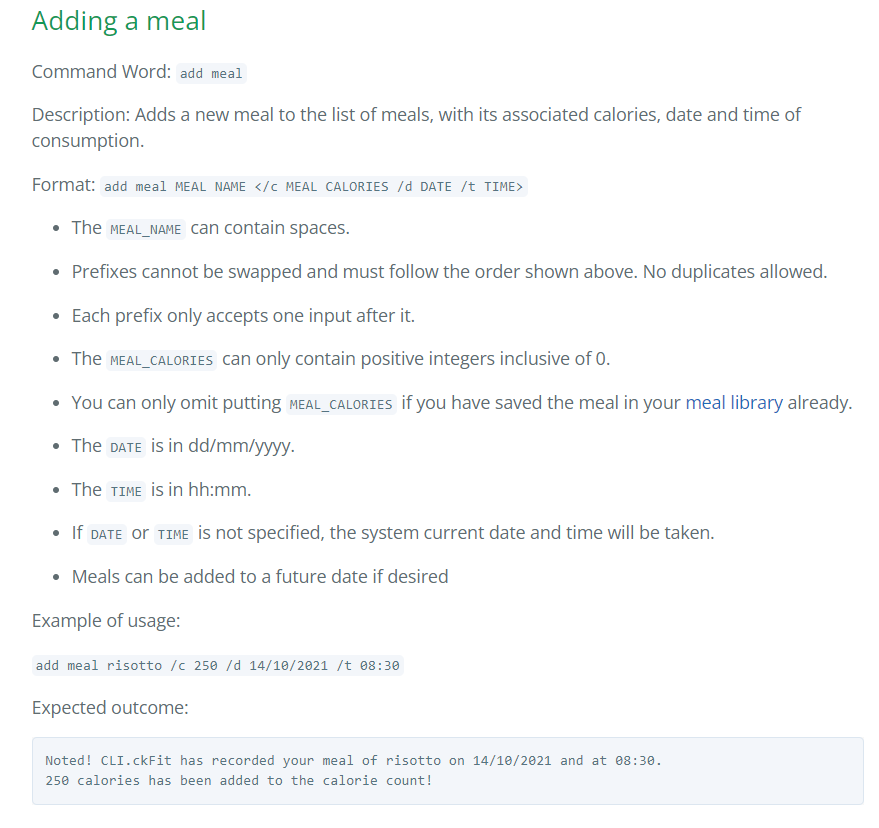 Adding a meal
Command Word: add meal
Description: Adds a new meal to the list of meals, with its associated calories, date and time of
consumption.
Format: add meal MEAL NAME </c MEAL CALORIES /d DATE /t TIME>
• The MEAL_NAME can contain spaces.
• Prefixes cannot be swapped and must follow the order shown above. No duplicates allowed.
• Each prefix only accepts one input after it.
• The MEAL_CALORIES can only contain positive integers inclusive of 0.
• You can only omit putting MEAL_CALORIES if you have saved the meal in your meal library already.
• The DATE is in dd/mm/yyyy.
• The TIME is in hh:mm.
• If DATE or TIME is not specified, the system current date and time will be taken.
• Meals can be added to a future date if desired
Example of usage:
add meal risotto /c 250 /d 14/10/2021 /t 08:30
Expected outcome:
Noted! CLI.ckFit has recorded your meal of risotto on 14/10/2021 and at 08:30.
250 calories has been added to the calorie count!